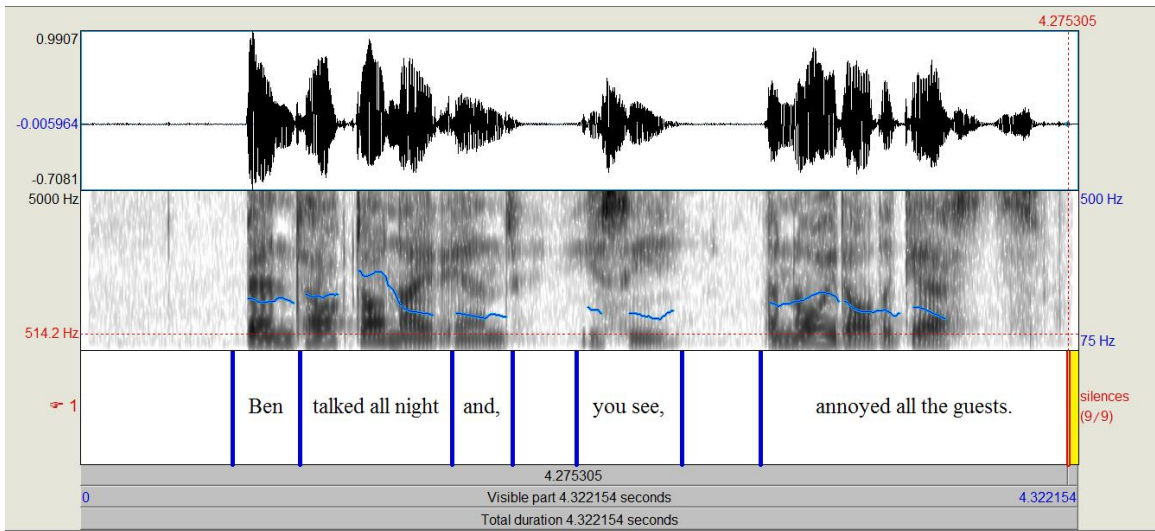 4.275305
0.9907
-0.005964
-0.7081
5000 Hz
500 Hz
514.2 Hz
75 Hz
☞ 1
Ben
talked all night
and,
you see,
annoyed all the guests.
silences
(9/9)
4.275305
0
Visible part 4.322154 seconds
4.322154
Total duration 4.322154 seconds